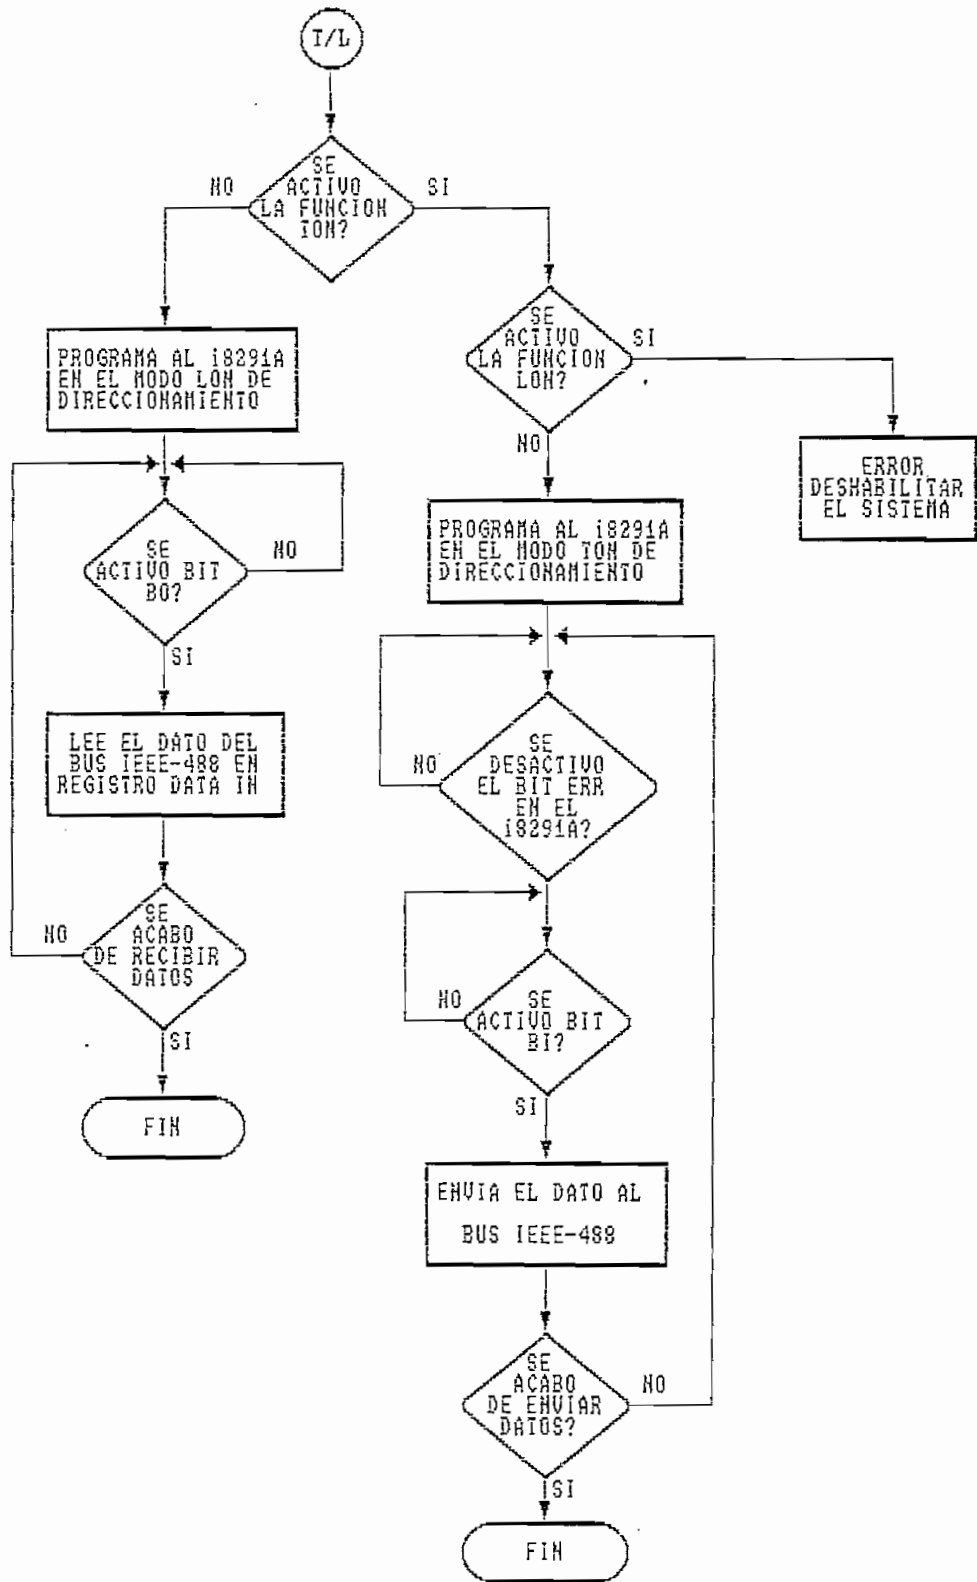 T/L
SE
ACTIVO
LA FUNCION
TON?
NO
SI
SE
ACTIVO
LA FUNCION
LON?
SI
NO
PROGRAMA AL i8291A
EN EL MODO LON DE
DIRECCIONAMIENTO
ERROR
DESHABILITAR
EL SISTEMA
PROGRAMA AL i8291A
EN EL MODO TON DE
DIRECCIONAMIENTO
SE
ACTIVO BIT
BO?
NO
SI
LEE EL DATO DEL
BUS IEEE-488 EN
REGISTRO DATA IN
SE
DESACTIVO
EL BIT ERR
EN EL
i8291A?
NO
SE
ACABO
DE RECIBIR
DATOS
NO
SI
FIN
SE
ACTIVO BIT
BI?
NO
SI
ENVIA EL DATO AL
BUS IEEE-488
SE
ACABO
DE ENVIAR
DATOS?
NO
SI
FIN